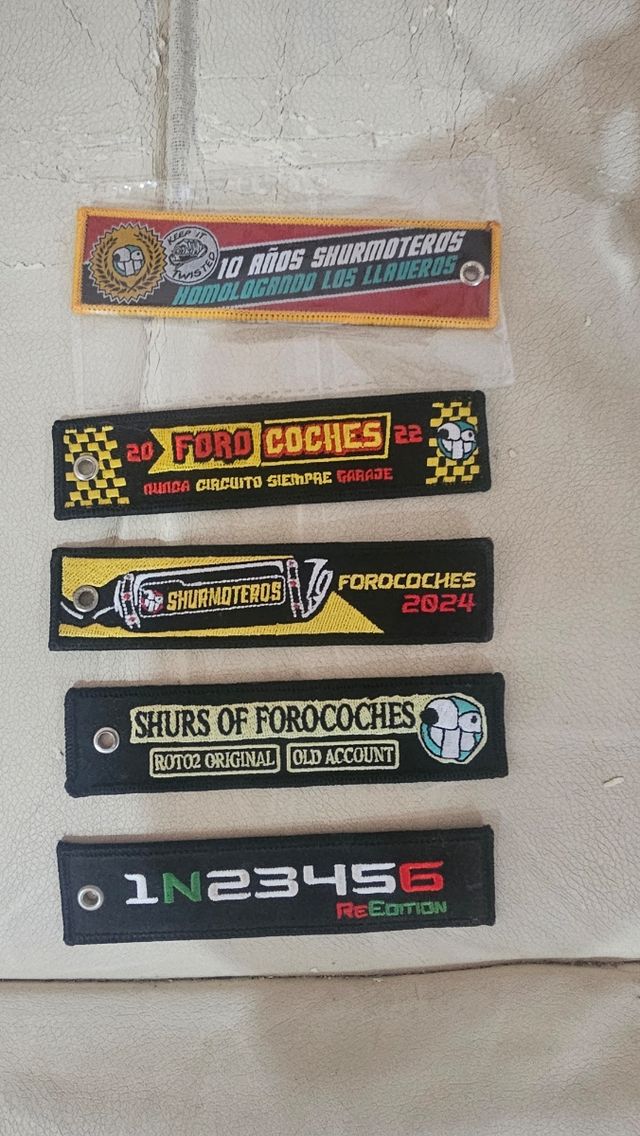 KEEP IT
TWISTED
10 AÑOS SHURMOTEROS
HOMOLOGANDO LOS LLAVEROS
20 FORO COCHES 22
NUNCA CIRCUITO SIEMPRE GARAJE
SHURMOTEROS
FOROCOCHES
2024
SHURS OF FOROCOCHES
ROTO2 ORIGINAL OLD ACCOUNT
1N23456
REEDITION